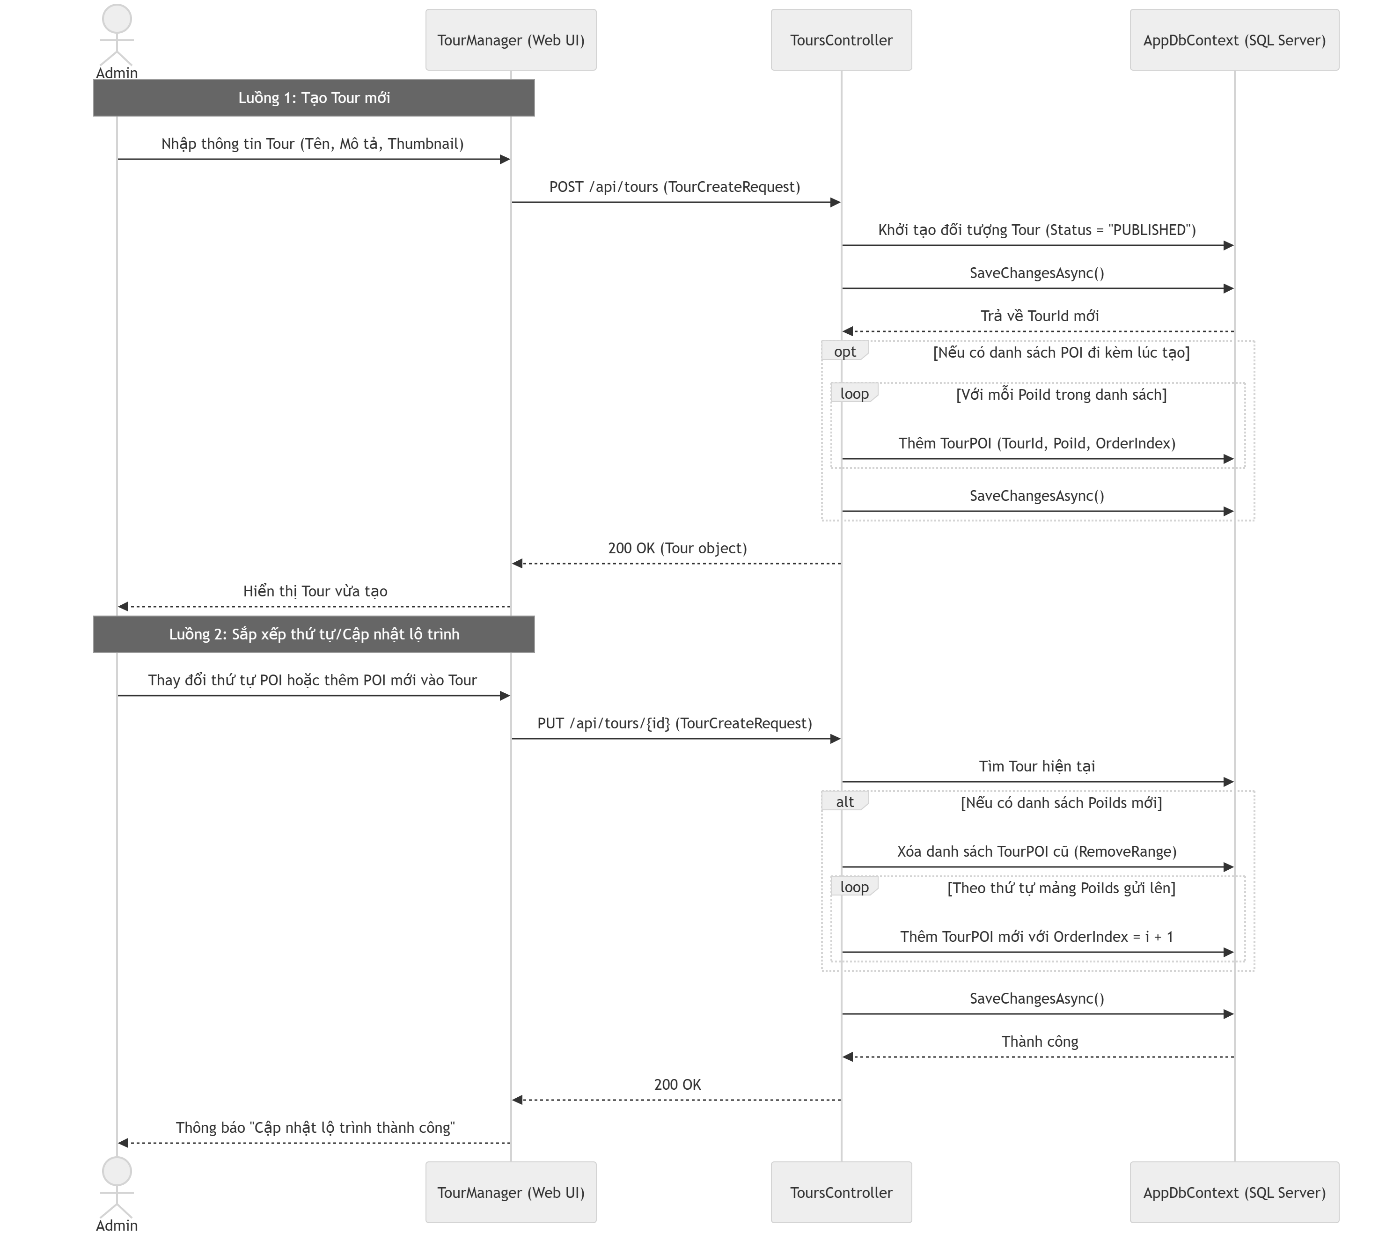 Admin
TourManager (Web UI)
ToursController
AppDbContext (SQL Server)
Luồng 1: Tạo Tour mới
Nhập thông tin Tour (Tên, Mô tả, Thumbnail)
POST /api/tours (TourCreateRequest)
Khởi tạo đối tượng Tour (Status = "PUBLISHED")
SaveChangesAsync()
Trả về TourId mới
opt
[Nếu có danh sách POI đi kèm lúc tạo]
loop
[Với mỗi PoiId trong danh sách]
Thêm TourPOI (TourId, PoiId, OrderIndex)
SaveChangesAsync()
200 OK (Tour object)
Hiển thị Tour vừa tạo
Luồng 2: Sắp xếp thứ tự/Cập nhật lộ trình
Thay đổi thứ tự POI hoặc thêm POI mới vào Tour
PUT /api/tours/{id} (TourCreateRequest)
Tìm Tour hiện tại
alt
[Nếu có danh sách PoiIds mới]
Xóa danh sách TourPOI cũ (RemoveRange)
loop
[Theo thứ tự mảng PoiIds gửi lên]
Thêm TourPOI mới với OrderIndex = i + 1
SaveChangesAsync()
Thành công
200 OK
Thông báo "Cập nhật lộ trình thành công"
Admin
TourManager (Web UI)
ToursController
AppDbContext (SQL Server)